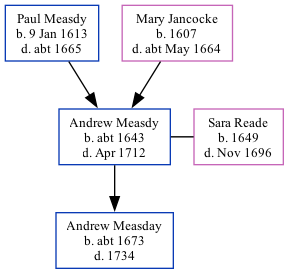 Paul Measdy
b. 9 Jan 1613
d. abt 1665
Mary Jancocke
b. 1607
d. abt May 1664
Andrew Measdy
b. abt 1643
d. Apr 1712
Sara Reade
b. 1649
d. Nov 1696
Andrew Measday
b. abt 1673
d. 1734